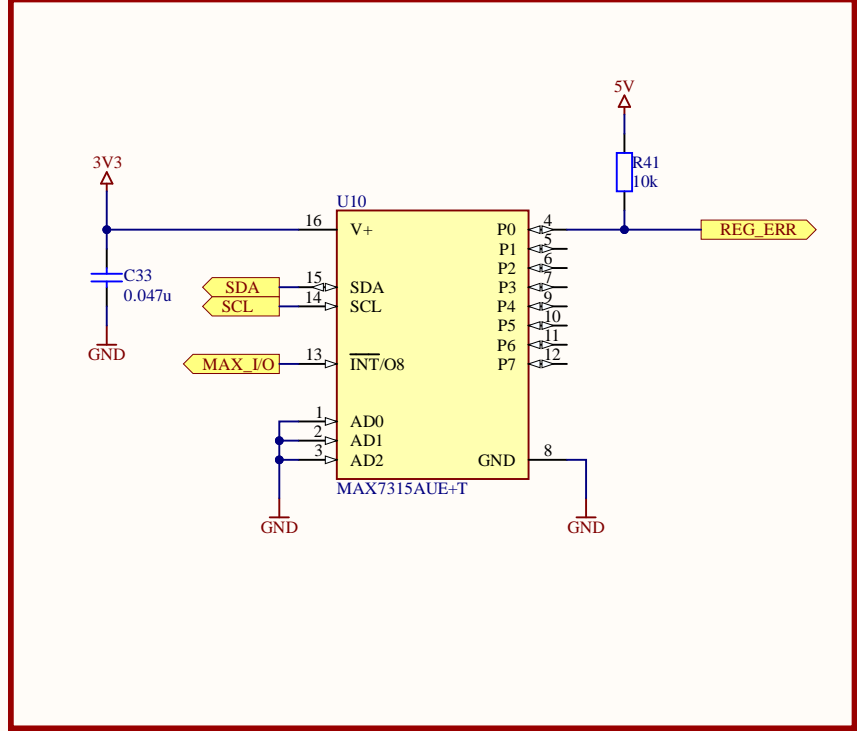 5V
R41
10k
3V3
C33
0.047u
GND
U10
16 V+ P0 4
REG_ERR
P1 5
P2 6
SDA 15 SDA P3 7
SCL 14 SCL P4 9
P5 10
P6 11
MAX_I/O 13 INT/O8 P7 12
1 AD0
2 AD1
3 AD2 GND 8
MAX7315AUE+T
GND
GND